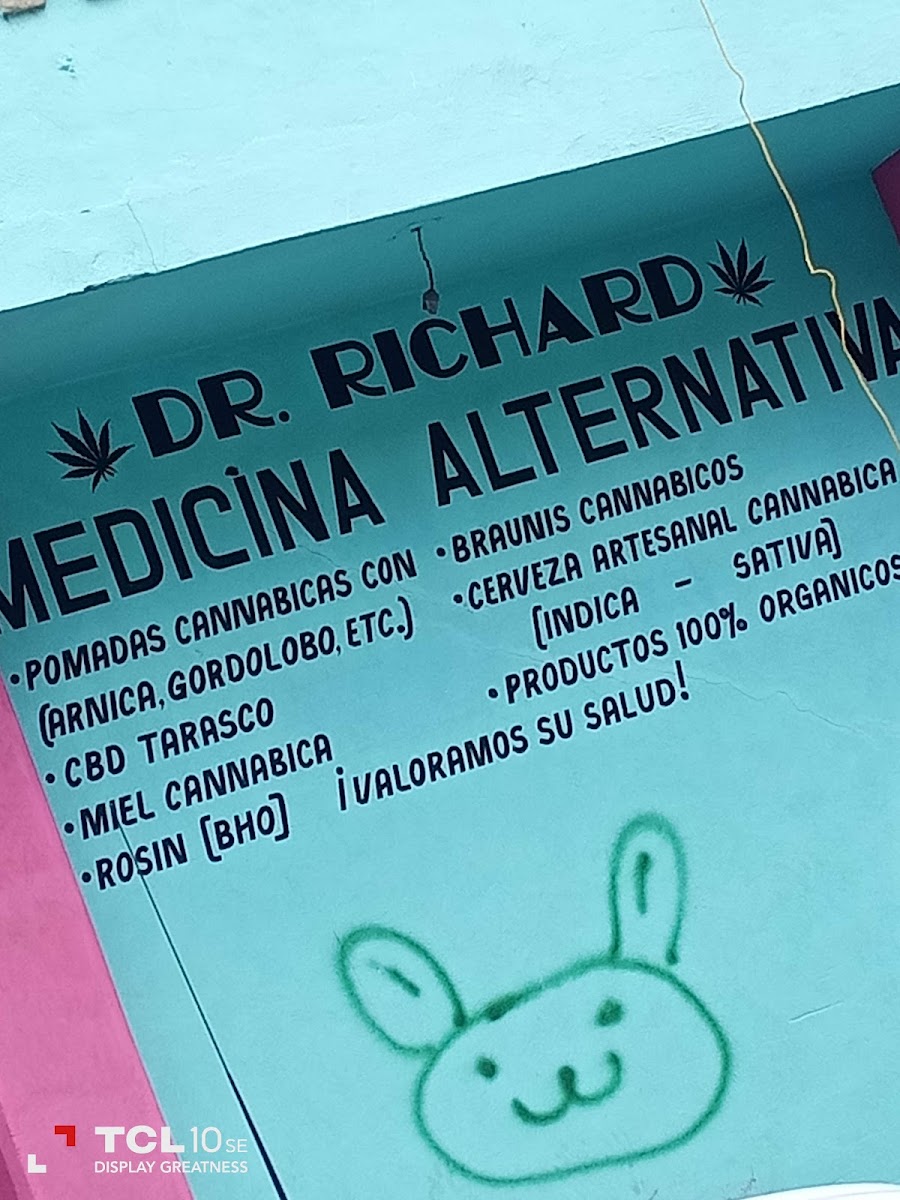 DR. RICHARD
MEDICINA ALTERNATIVA
• POMADAS CANNABICAS CON
(ARNICA, GORDOLOBO, ETC.)
• CBD TARASCO
• MIEL CANNABICA
• ROSIN (BHO)
• BRAUNIS CANNABICOS
• CERVEZA ARTESANAL CANNABICA
(INDICA - SATIVA)
• PRODUCTOS 100% ORGANICOS
¡VALORAMOS SU SALUD!
TCL 10 SE
DISPLAY GREATNESS